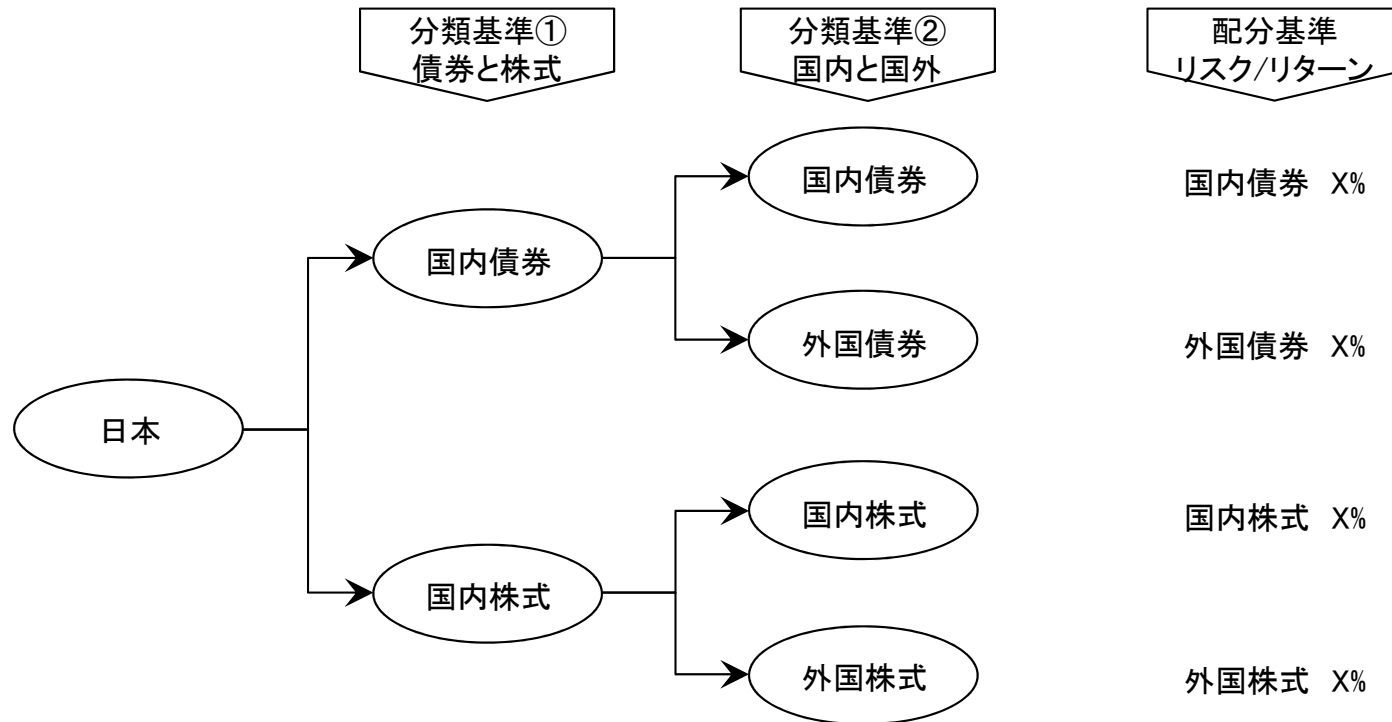 分類基準①
債券と株式
分類基準②
国内と国外
配分基準
リスク/リターン
国内債券
国内債券 X%
国内債券
外国債券
外国債券 X%
日本
国内株式
国内株式 X%
国内株式
外国株式
外国株式 X%